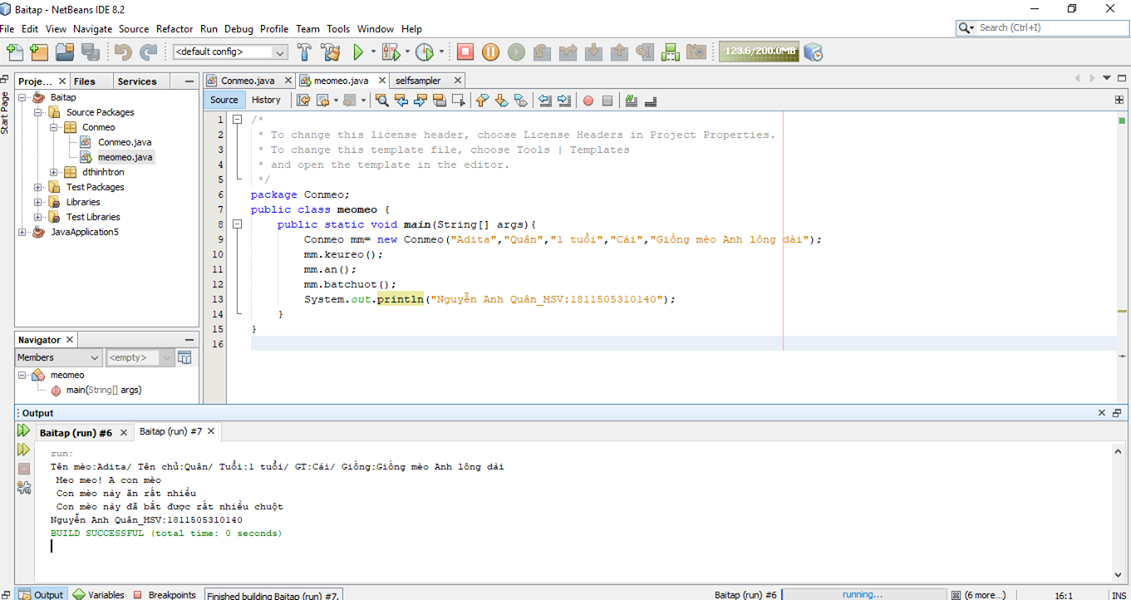 Baitap - NetBeans IDE 8.2
File Edit View Navigate Source Refactor Run Debug Profile Team Tools Window Help
Search (Ctrl+I)
<default config>
123.6/200.0MB
Start Page
Proje... Files Services
Conmeo.java meomeo.java selfsampler
Source History
Baitap
Source Packages
Conmeo
Conmeo.java
meomeo.java
dthinhtron
Test Packages
Libraries
Test Libraries
JavaApplication5
1 /*
2 * To change this license header, choose License Headers in Project Properties.
3 * To change this template file, choose Tools | Templates
4 * and open the template in the editor.
5 */
6 package Conmeo;
7 public class meomeo {
8 public static void main(String[] args){
9 Conmeo mm= new Conmeo("Adita","Quân","1 tuổi","Cái","Giống mèo Anh lông dài");
10 mm.keureo();
11 mm.an();
12 mm.batchuot();
13 System.out.println("Nguyễn Anh Quân_MSV:1811505310140");
14 }
15 }
16
Navigator
Members <empty>
meomeo
main(String[] args)
Output
Baitap (run) #6 Baitap (run) #7
run:
Tên mèo:Adita/ Tên chủ:Quân/ Tuổi:1 tuổi/ GT:Cái/ Giống:Giống mèo Anh lông dài
Meo meo! A con mèo
Con mèo này ăn rất nhiều
Con mèo này đã bắt được rất nhiều chuột
Nguyễn Anh Quân_MSV:1811505310140
BUILD SUCCESSFUL (total time: 0 seconds)
Output Variables Breakpoints Finished building Baitap (run) #7. Baitap (run) #6 running... (6 more...) 16:1 INS